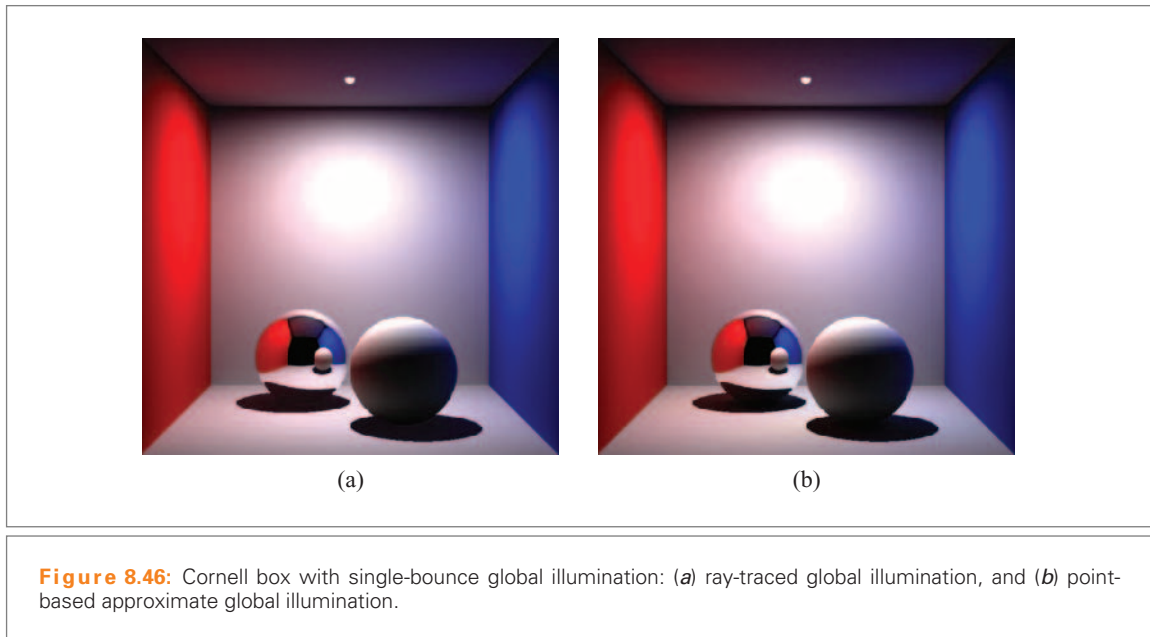 (a)
(b)
Figure 8.46: Cornell box with single-bounce global illumination: (a) ray-traced global illumination, and (b) point-
based approximate global illumination.